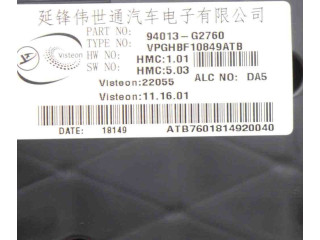 延锋伟世通汽车电子有限公司
Visteon
PART NO: 94013-G2760
TYPE NO: VPGHBF10849ATB
HW NO: HMC:1.01
SW NO: HMC:5.03
ALC NO: DA5
Visteon:22055
Visteon:11.16.01
DATE: 18149 ATB7601814920040